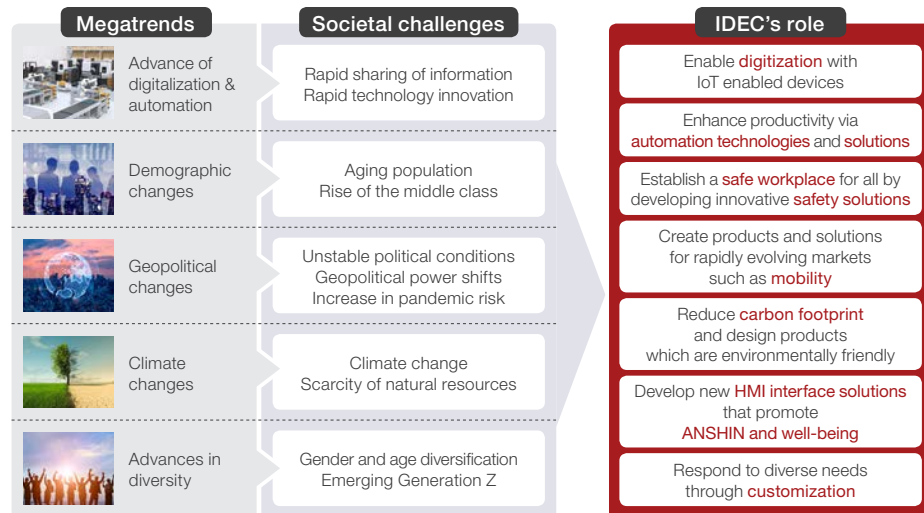 Megatrends
Societal challenges
IDEC's role
Advance of
digitalization &
automation
Rapid sharing of information
Rapid technology innovation
Demographic
changes
Aging population
Rise of the middle class
Geopolitical
changes
Unstable political conditions
Geopolitical power shifts
Increase in pandemic risk
Climate
changes
Climate change
Scarcity of natural resources
Advances in
diversity
Gender and age diversification
Emerging Generation Z
Enable digitization with
IoT enabled devices
Enhance productivity via
automation technologies and solutions
Establish a safe workplace for all by
developing innovative safety solutions
Create products and solutions
for rapidly evolving markets
such as mobility
Reduce carbon footprint
and design products
which are environmentally friendly
Develop new HMI interface solutions
that promote
ANSHIN and well-being
Respond to diverse needs
through customization